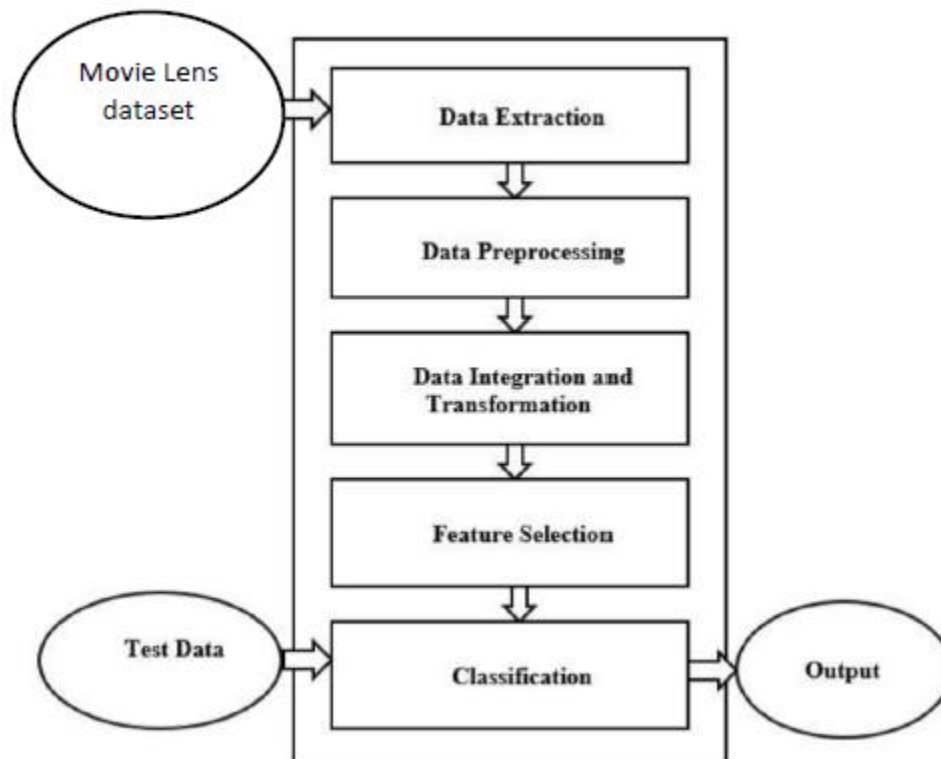 Movie Lens
dataset
Data Extraction
Data Preprocessing
Data Integration and
Transformation
Feature Selection
Test Data
Classification
Output